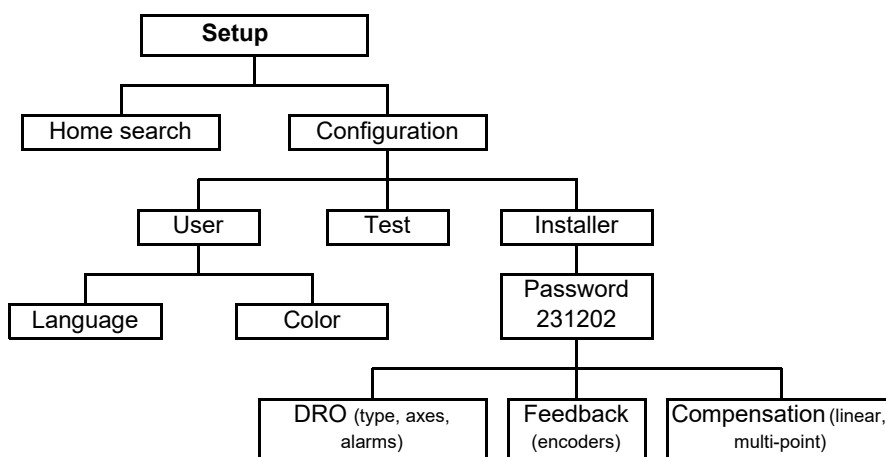 Setup
Home search
Configuration
User
Test
Installer
Language
Color
Password
231202
DRO (type, axes,
alarms)
Feedback
(encoders)
Compensation (linear,
multi-point)